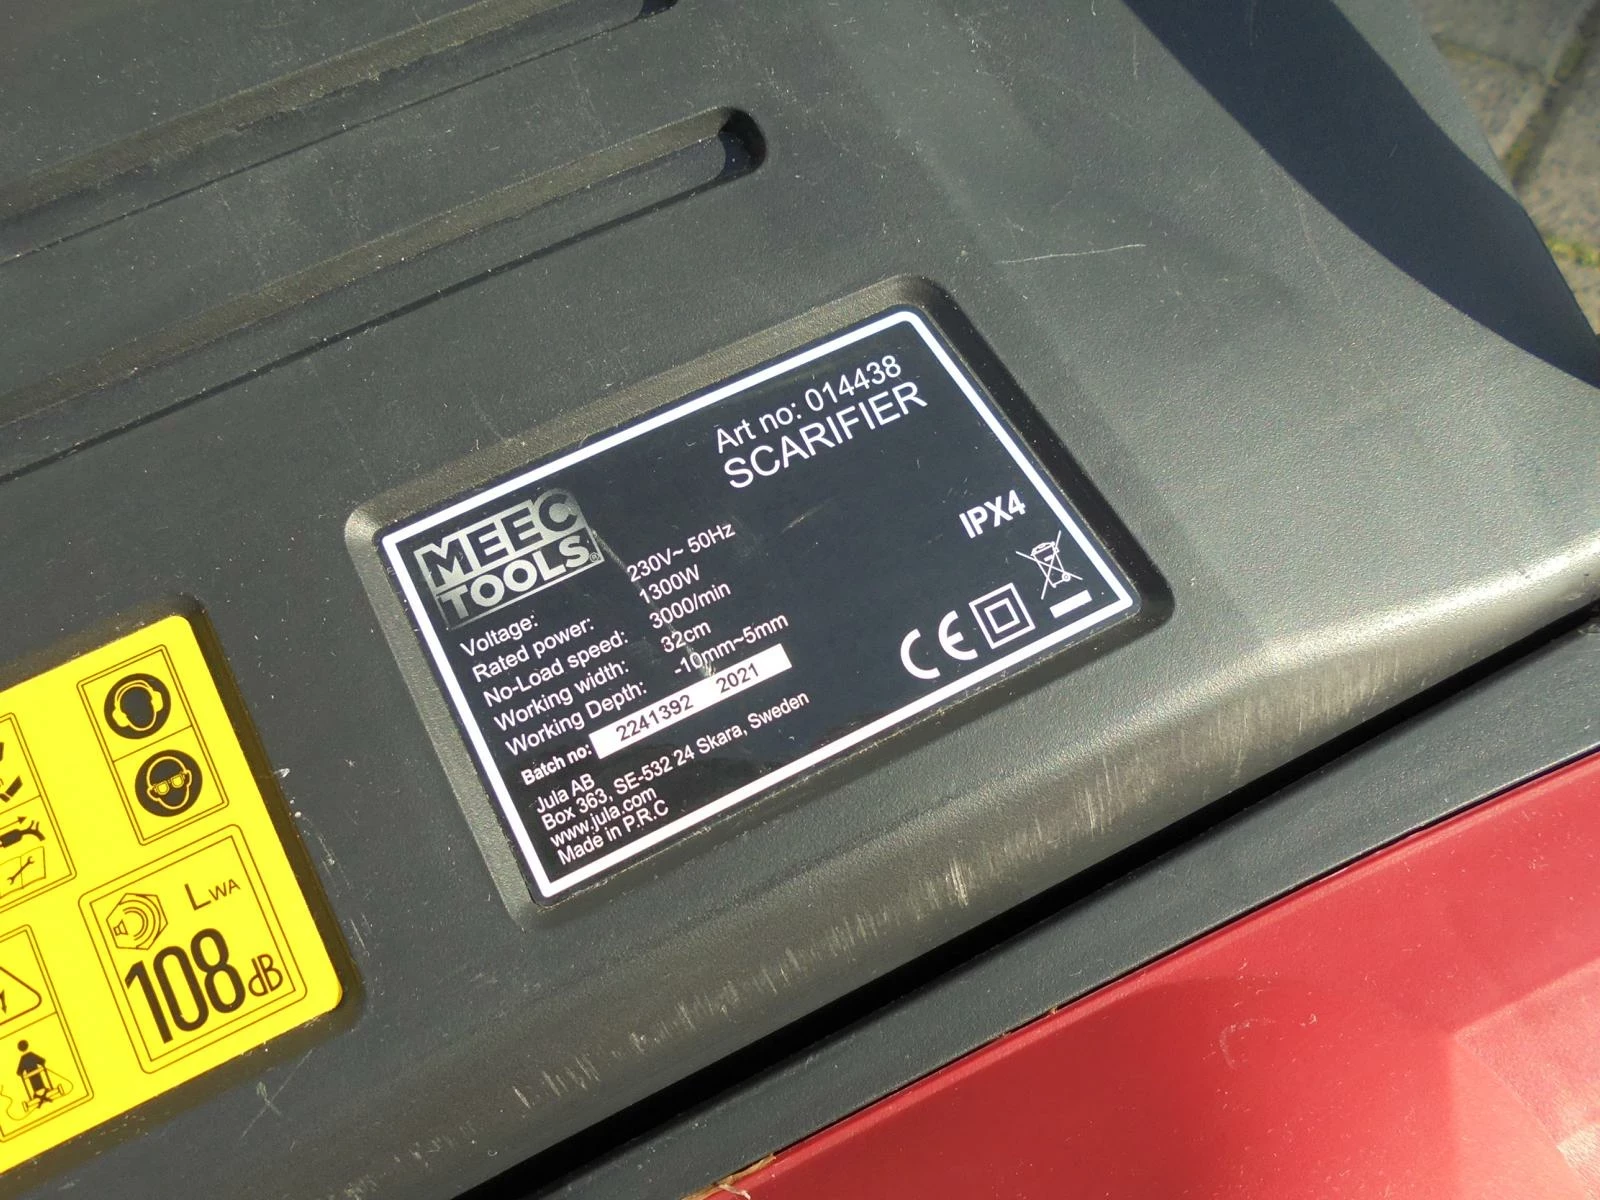 Art no: 014438
SCARIFIER
MEEC
TOOLS®
IPX4
Voltage: 230V~ 50Hz
Rated power: 1300W
No-Load speed: 3000/min
Working width: 32cm
Working Depth: -10mm~5mm
Batch no: 2241392 2021
CE
Jula AB
Box 363, SE-532 24 Skara, Sweden
www.jula.com
Made in P.R.C
LWA
108dB